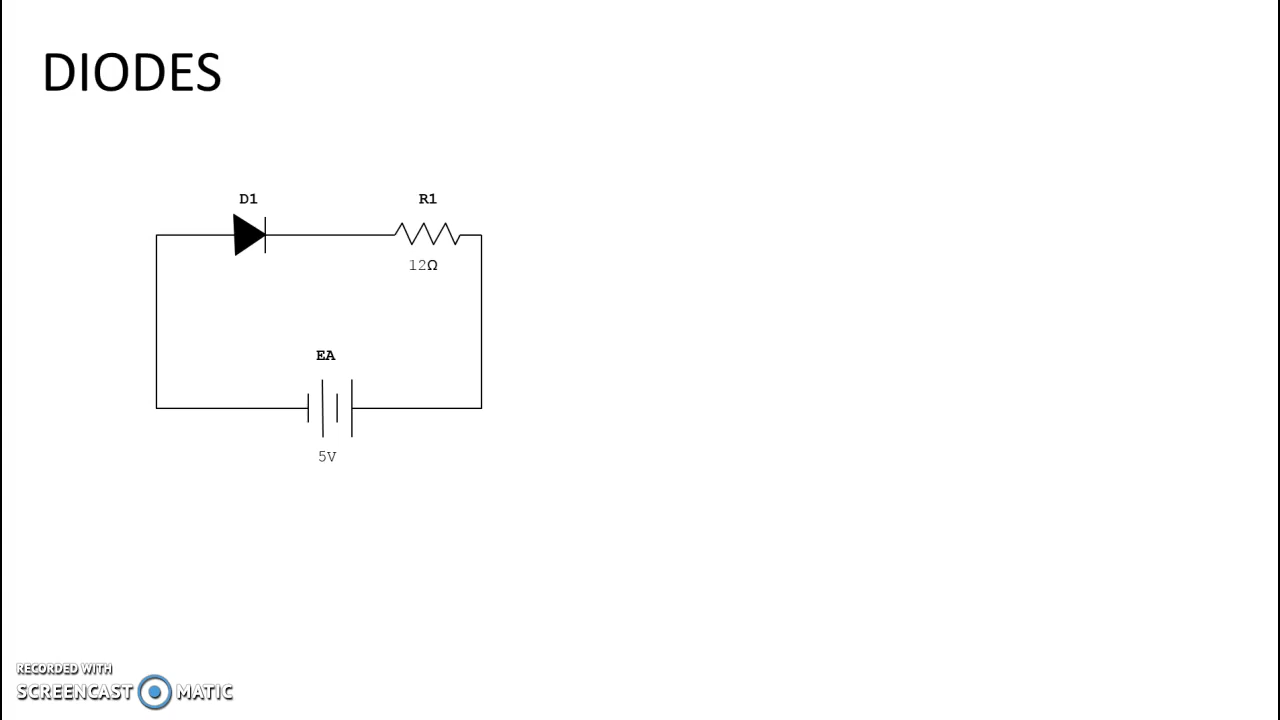 DIODES
D1
R1
12Ω
EA
5V
RECORDED WITH
SCREENCAST MATIC